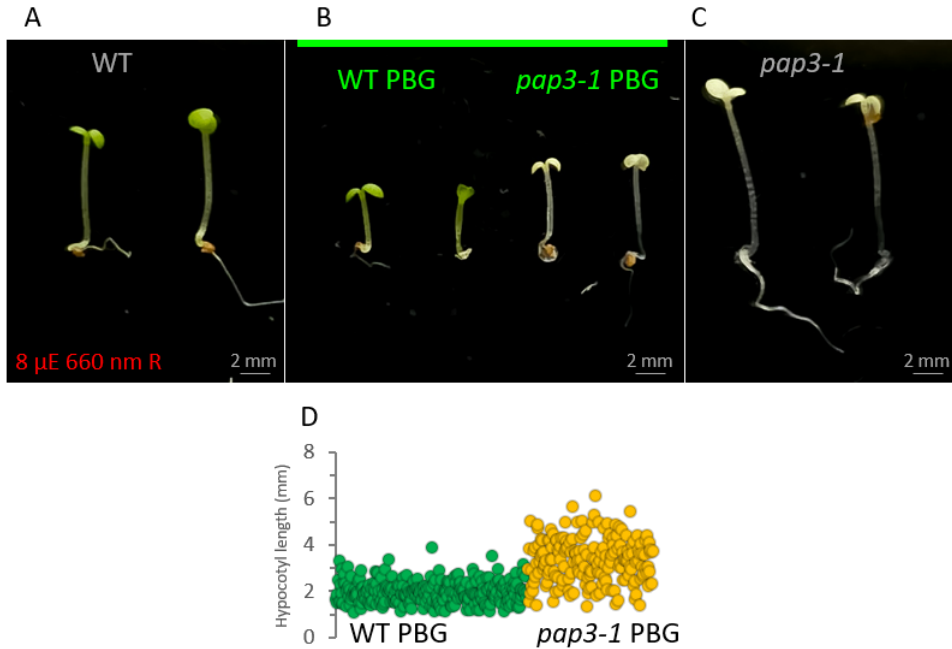 A
B
C
WT
WT PBG
pap3-1 PBG
pap3-1
8 µE 660 nm R
2 mm
2 mm
2 mm
D
Hypocotyl length (mm)
8
6
4
2
0
WT PBG
pap3-1 PBG